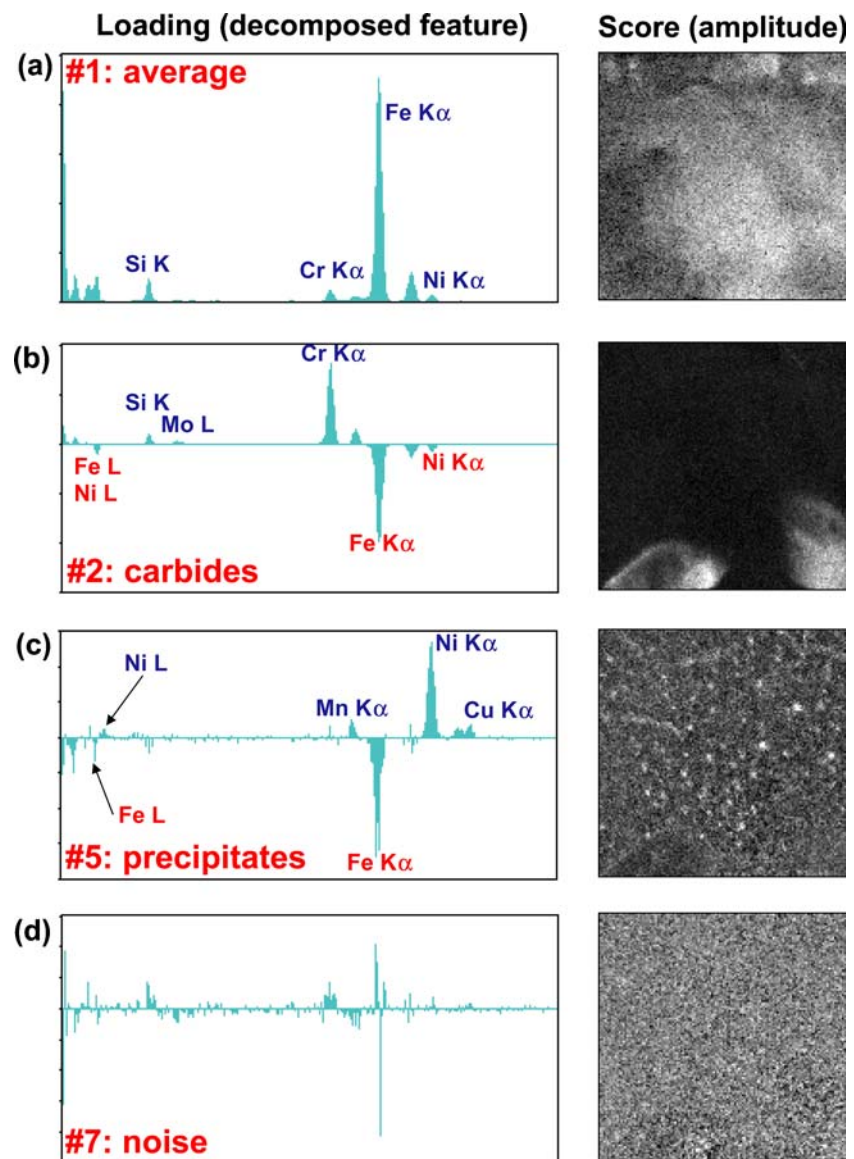 Loading (decomposed feature)
Score (amplitude)
(a)
#1: average
Fe Kα
Si K
Cr Kα
Ni Kα
(b)
Cr Kα
Si K
Mo L
Fe L
Ni L
Ni Kα
Fe Kα
#2: carbides
(c)
Ni Kα
Ni L
Mn Kα
Cu Kα
Fe L
Fe Kα
#5: precipitates
(d)
#7: noise